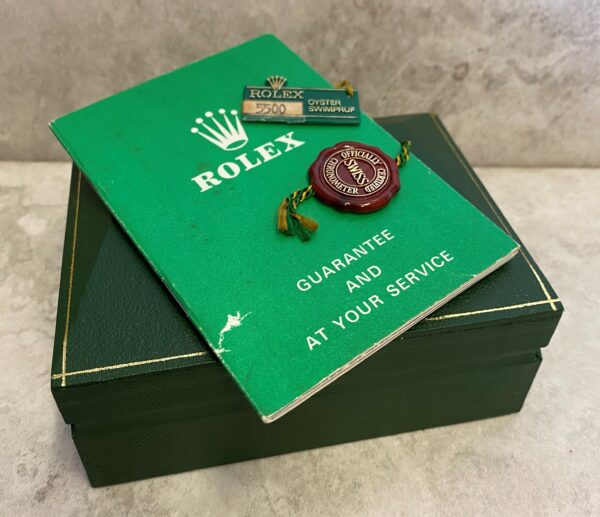 ROLEX
5500
OYSTER
SWIMPRUF
ROLEX
OFFICIALLY CERTIFIED CHRONOMETER
SWISS
GUARANTEE
AND
AT YOUR SERVICE